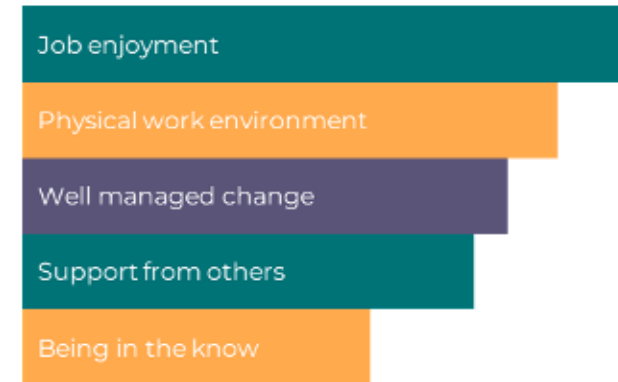 Job enjoyment
Physical work environment
Well managed change
Support from others
Being in the know